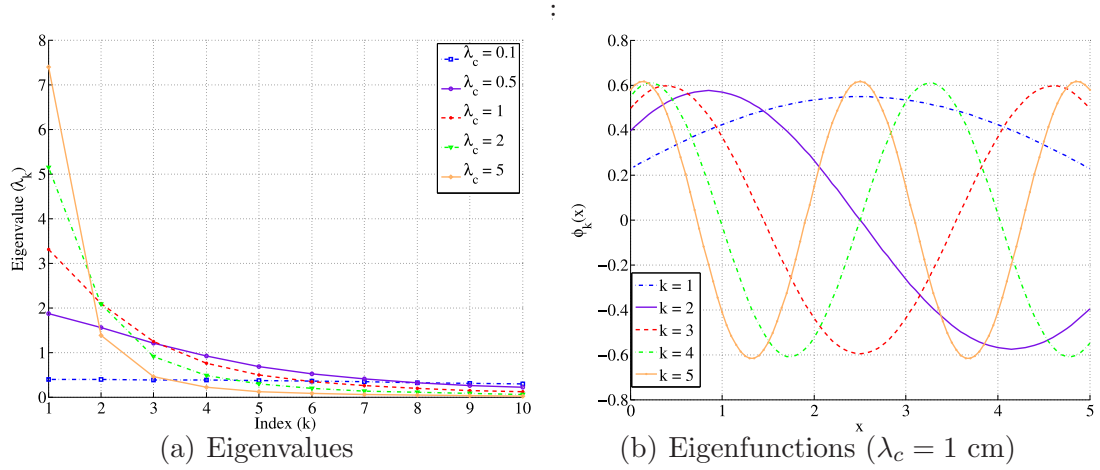 :
8
7
6
5
4
3
2
1
0
1 2 3 4 5 6 7 8 9 10
Eigenvalue (λk)
Index (k)
λc = 0.1
λc = 0.5
λc = 1
λc = 2
λc = 5
(a) Eigenvalues
0.8
0.6
0.4
0.2
0
−0.2
−0.4
−0.6
−0.8
0 1 2 3 4 5
ϕk(x)
x
k = 1
k = 2
k = 3
k = 4
k = 5
(b) Eigenfunctions (λc = 1 cm)